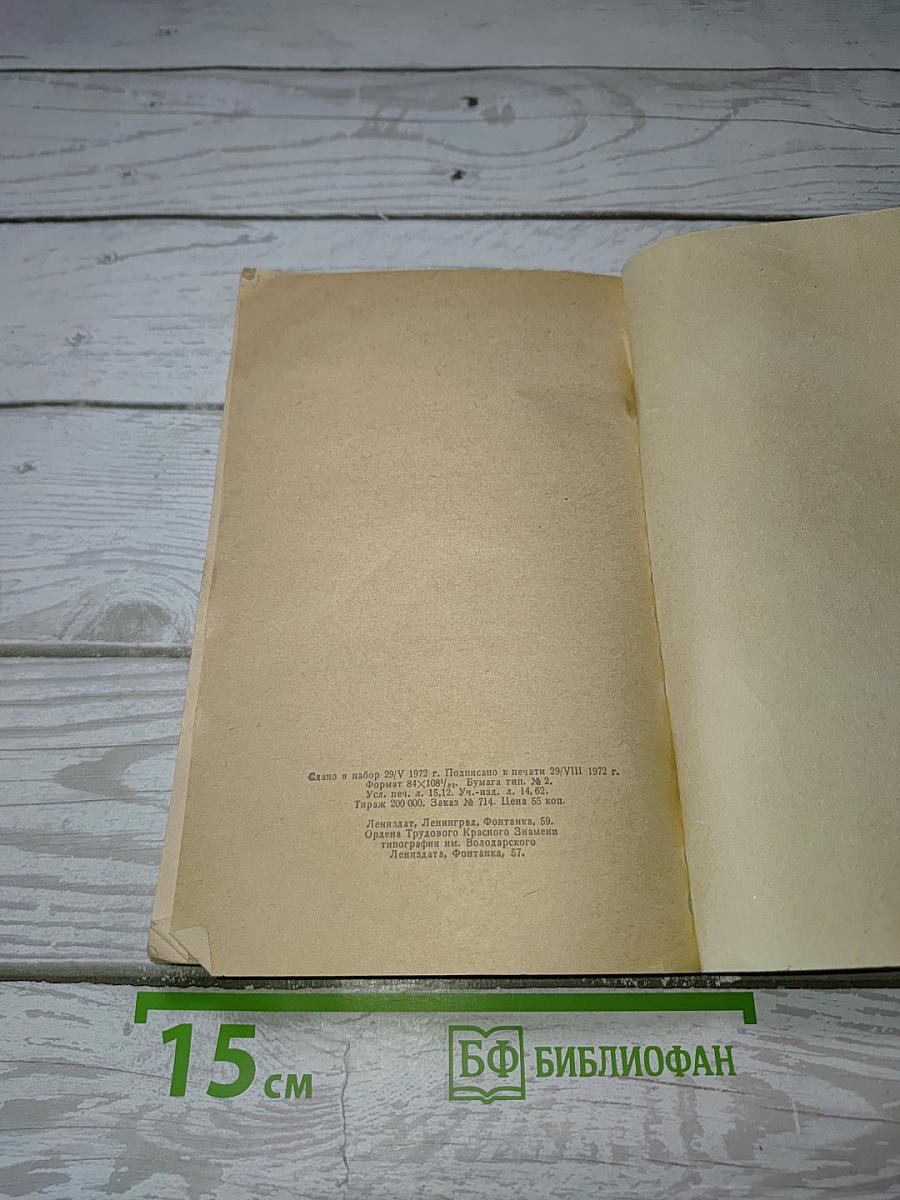 Сдано в набор 29/V 1972 г. Подписано к печати 29/VIII 1972 г.
Формат 84×108¹/₃₂. Бумага тип. № 2.
Усл. печ. л. 15,12. Уч.-изд. л. 14,62.
Тираж 200 000. Заказ № 714. Цена 55 коп.
Лениздат, Ленинград, Фонтанка, 59.
Ордена Трудового Красного Знамени
типография им. Володарского
Лениздата, Фонтанка, 57.
15 см
БФ БИБЛИОФАН